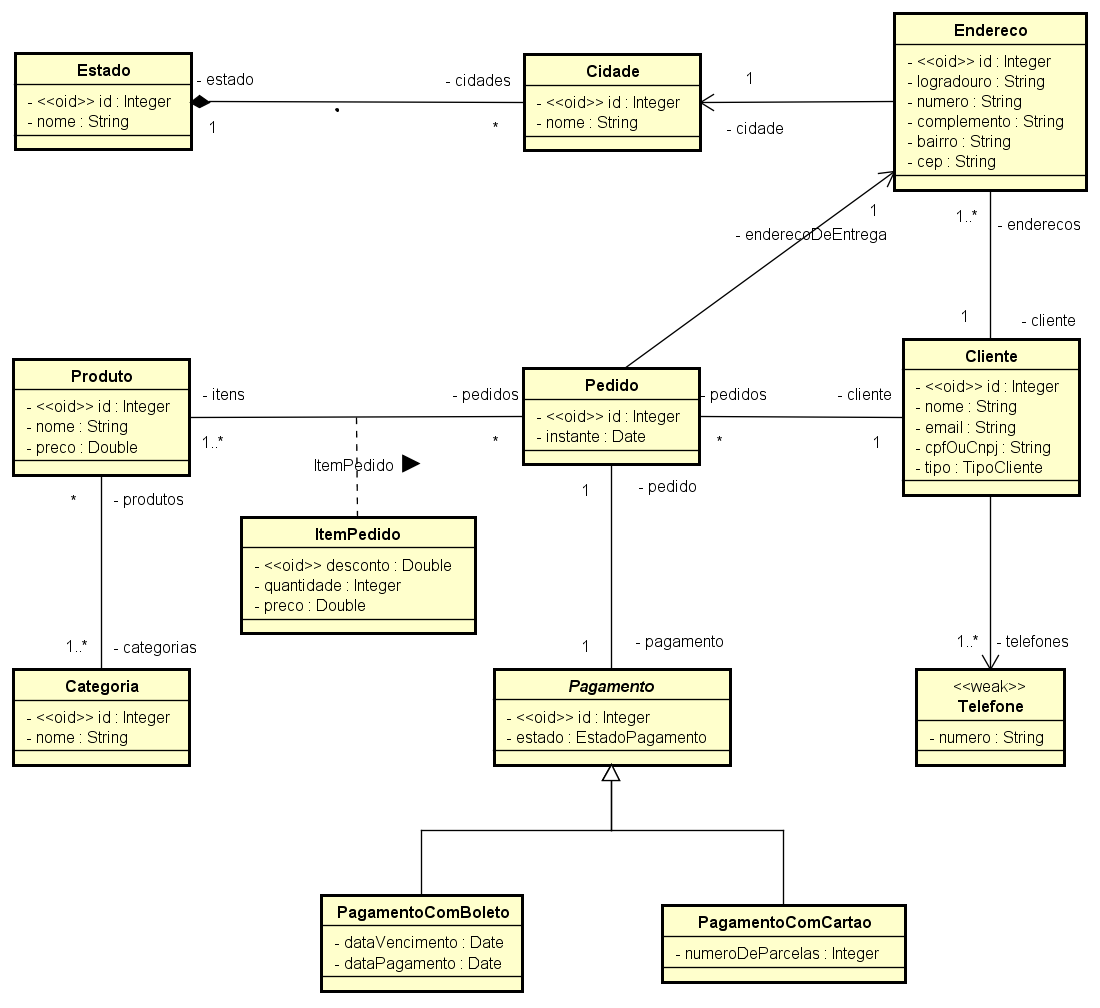 Estado
- <<oid>> id : Integer
- nome : String
- estado
1
- cidades
*
Cidade
- <<oid>> id : Integer
- nome : String
1
- cidade
Endereco
- <<oid>> id : Integer
- logradouro : String
- numero : String
- complemento : String
- bairro : String
- cep : String
1
- enderecoDeEntrega
1..*
- enderecos
1
- cliente
Produto
- <<oid>> id : Integer
- nome : String
- preco : Double
- itens
1..*
- pedidos
*
ItemPedido
Pedido
- <<oid>> id : Integer
- instante : Date
- pedidos
*
- cliente
1
Cliente
- <<oid>> id : Integer
- nome : String
- email : String
- cpfOuCnpj : String
- tipo : TipoCliente
*
- produtos
1..*
- categorias
ItemPedido
- <<oid>> desconto : Double
- quantidade : Integer
- preco : Double
1
- pedido
1
- pagamento
1..*
- telefones
Categoria
- <<oid>> id : Integer
- nome : String
Pagamento
- <<oid>> id : Integer
- estado : EstadoPagamento
<<weak>>
Telefone
- numero : String
PagamentoComBoleto
- dataVencimento : Date
- dataPagamento : Date
PagamentoComCartao
- numeroDeParcelas : Integer